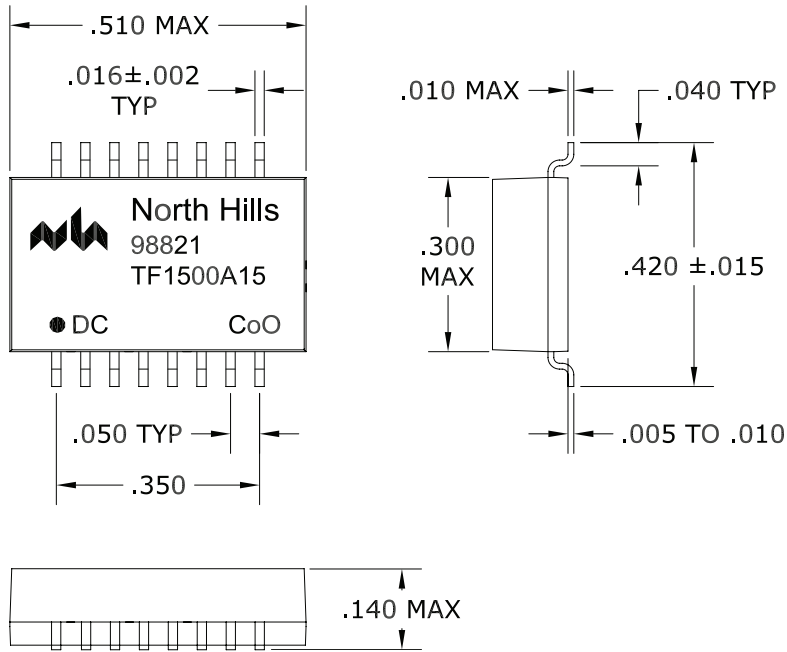 .510 MAX
.016±.002
TYP
.010 MAX
.040 TYP
North Hills
98821
TF1500A15
DC
CoO
.300
MAX
.420 ±.015
.050 TYP
.005 TO .010
.350
.140 MAX